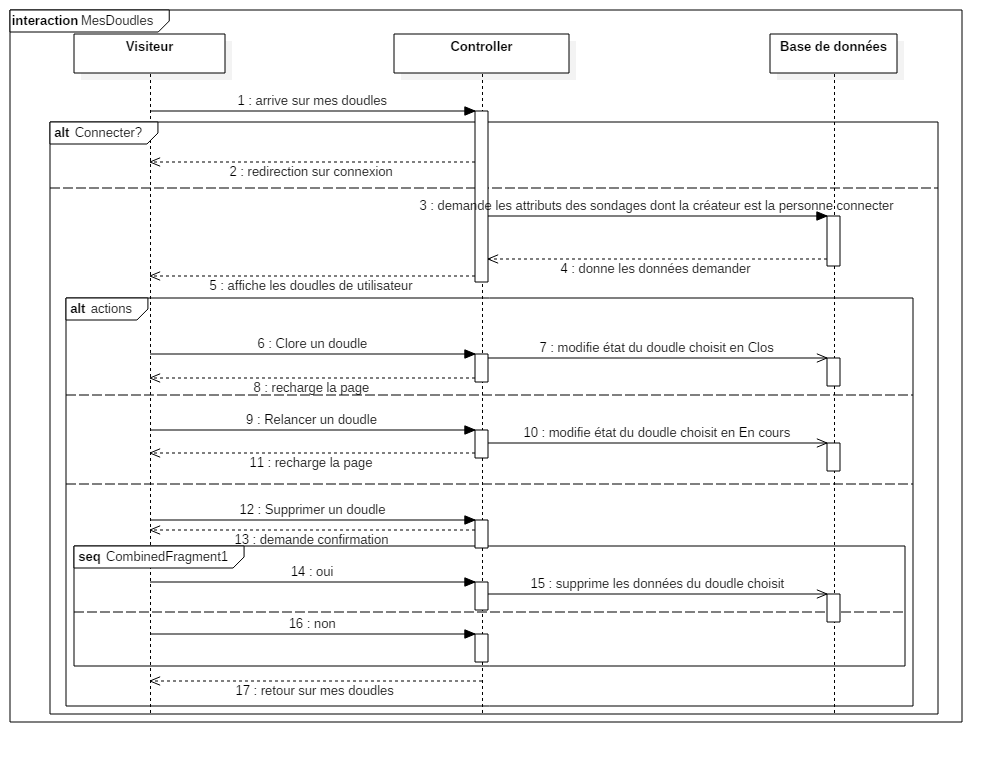 interaction MesDoudles
Visiteur
Controller
Base de données
1 : arrive sur mes doudles
alt Connecter?
2 : redirection sur connexion
3 : demande les attributs des sondages dont la créateur est la personne connecter
4 : donne les données demander
5 : affiche les doudles de utilisateur
alt actions
6 : Clore un doudle
7 : modifie état du doudle choisit en Clos
8 : recharge la page
9 : Relancer un doudle
10 : modifie état du doudle choisit en En cours
11 : recharge la page
12 : Supprimer un doudle
13 : demande confirmation
seq CombinedFragment1
14 : oui
15 : supprime les données du doudle choisit
16 : non
17 : retour sur mes doudles